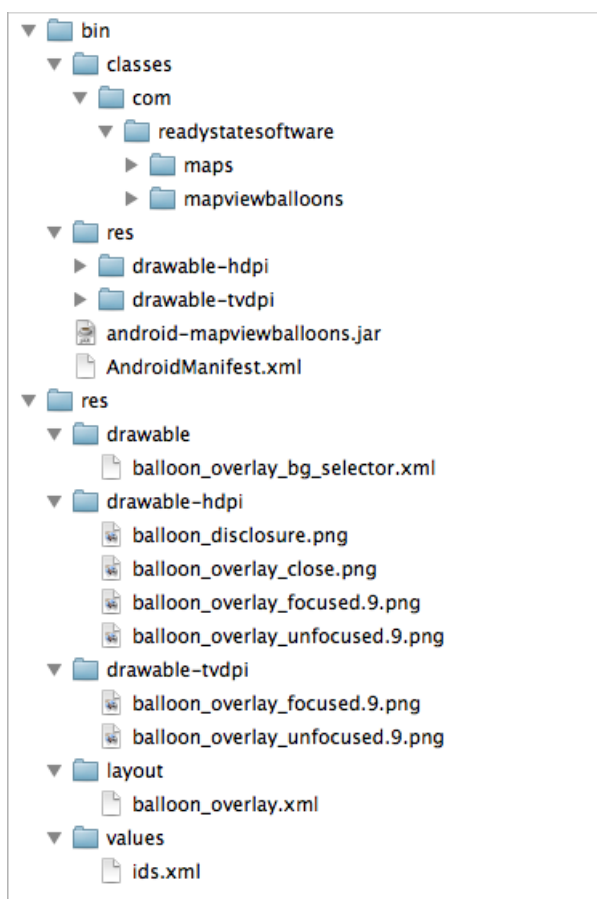 bin
classes
com
readystatesoftware
maps
mapviewballoons
res
drawable-hdpi
drawable-tvdpi
android-mapviewballoons.jar
AndroidManifest.xml
res
drawable
balloon_overlay_bg_selector.xml
drawable-hdpi
balloon_disclosure.png
balloon_overlay_close.png
balloon_overlay_focused.9.png
balloon_overlay_unfocused.9.png
drawable-tvdpi
balloon_overlay_focused.9.png
balloon_overlay_unfocused.9.png
layout
balloon_overlay.xml
values
ids.xml